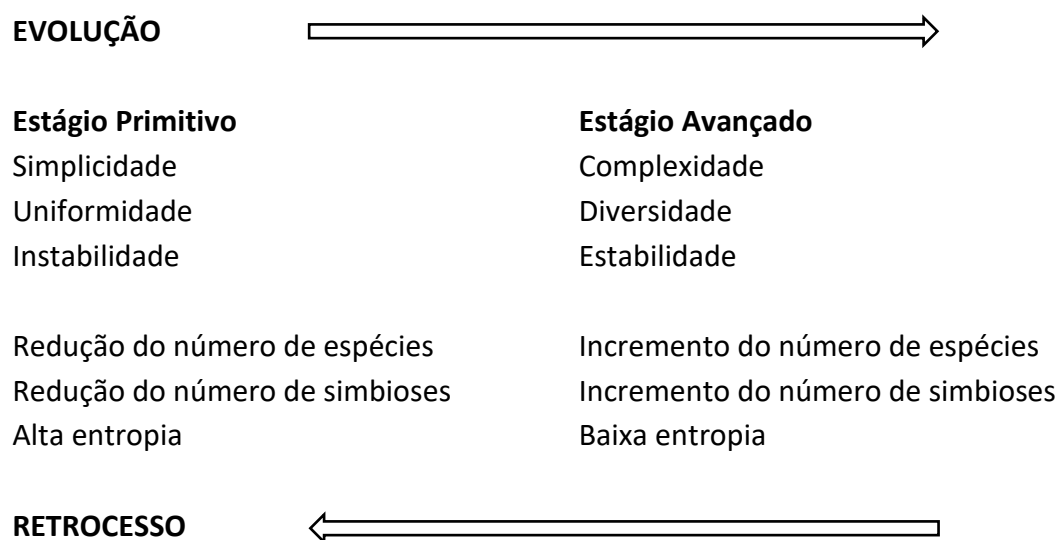 EVOLUÇÃO
Estágio Primitivo Estágio Avançado
Simplicidade Complexidade
Uniformidade Diversidade
Instabilidade Estabilidade
Redução do número de espécies Incremento do número de espécies
Redução do número de simbioses Incremento do número de simbioses
Alta entropia Baixa entropia
RETROCESSO